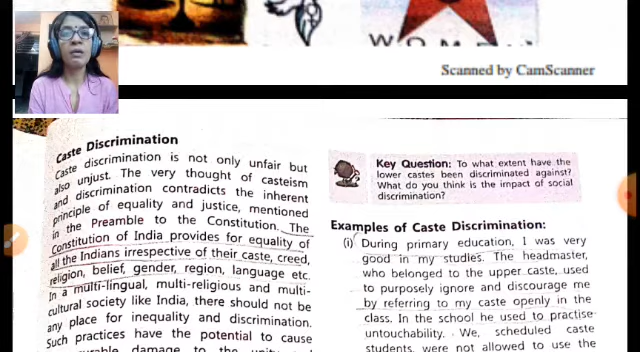 WOMEN
Scanned by CamScanner
Caste Discrimination
Caste discrimination is not only unfair but
also unjust. The very thought of casteism
and discrimination contradicts the inherent
principle of equality and justice, mentioned
in the Preamble to the Constitution. The
Constitution of India provides for equality of
all the Indians irrespective of their caste, creed,
religion, belief, gender, region, language etc.
In a multi-lingual, multi-religious and multi-
cultural society like India, there should not be
any place for inequality and discrimination.
Such practices have the potential to cause
damage to the
Key Question: To what extent have the
lower castes been discriminated against?
What do you think is the impact of social
discrimination?
Examples of Caste Discrimination:
(i) During primary education, I was very
good in my studies. The headmaster,
who belonged to the upper caste, used
to purposely ignore and discourage me
by referring to my caste openly in the
class. In the school he used to practise
untouchability. We, scheduled caste
students, were not allowed to use the